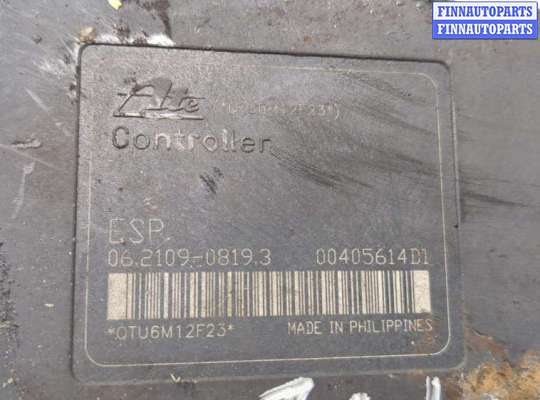 FINNAUTOPARTS
FINNAUTOPARTS
Ate
Controller
ESP.
06.2109-0819.3 00405614D1
*QTU6M12F23* MADE IN PHILIPPINES